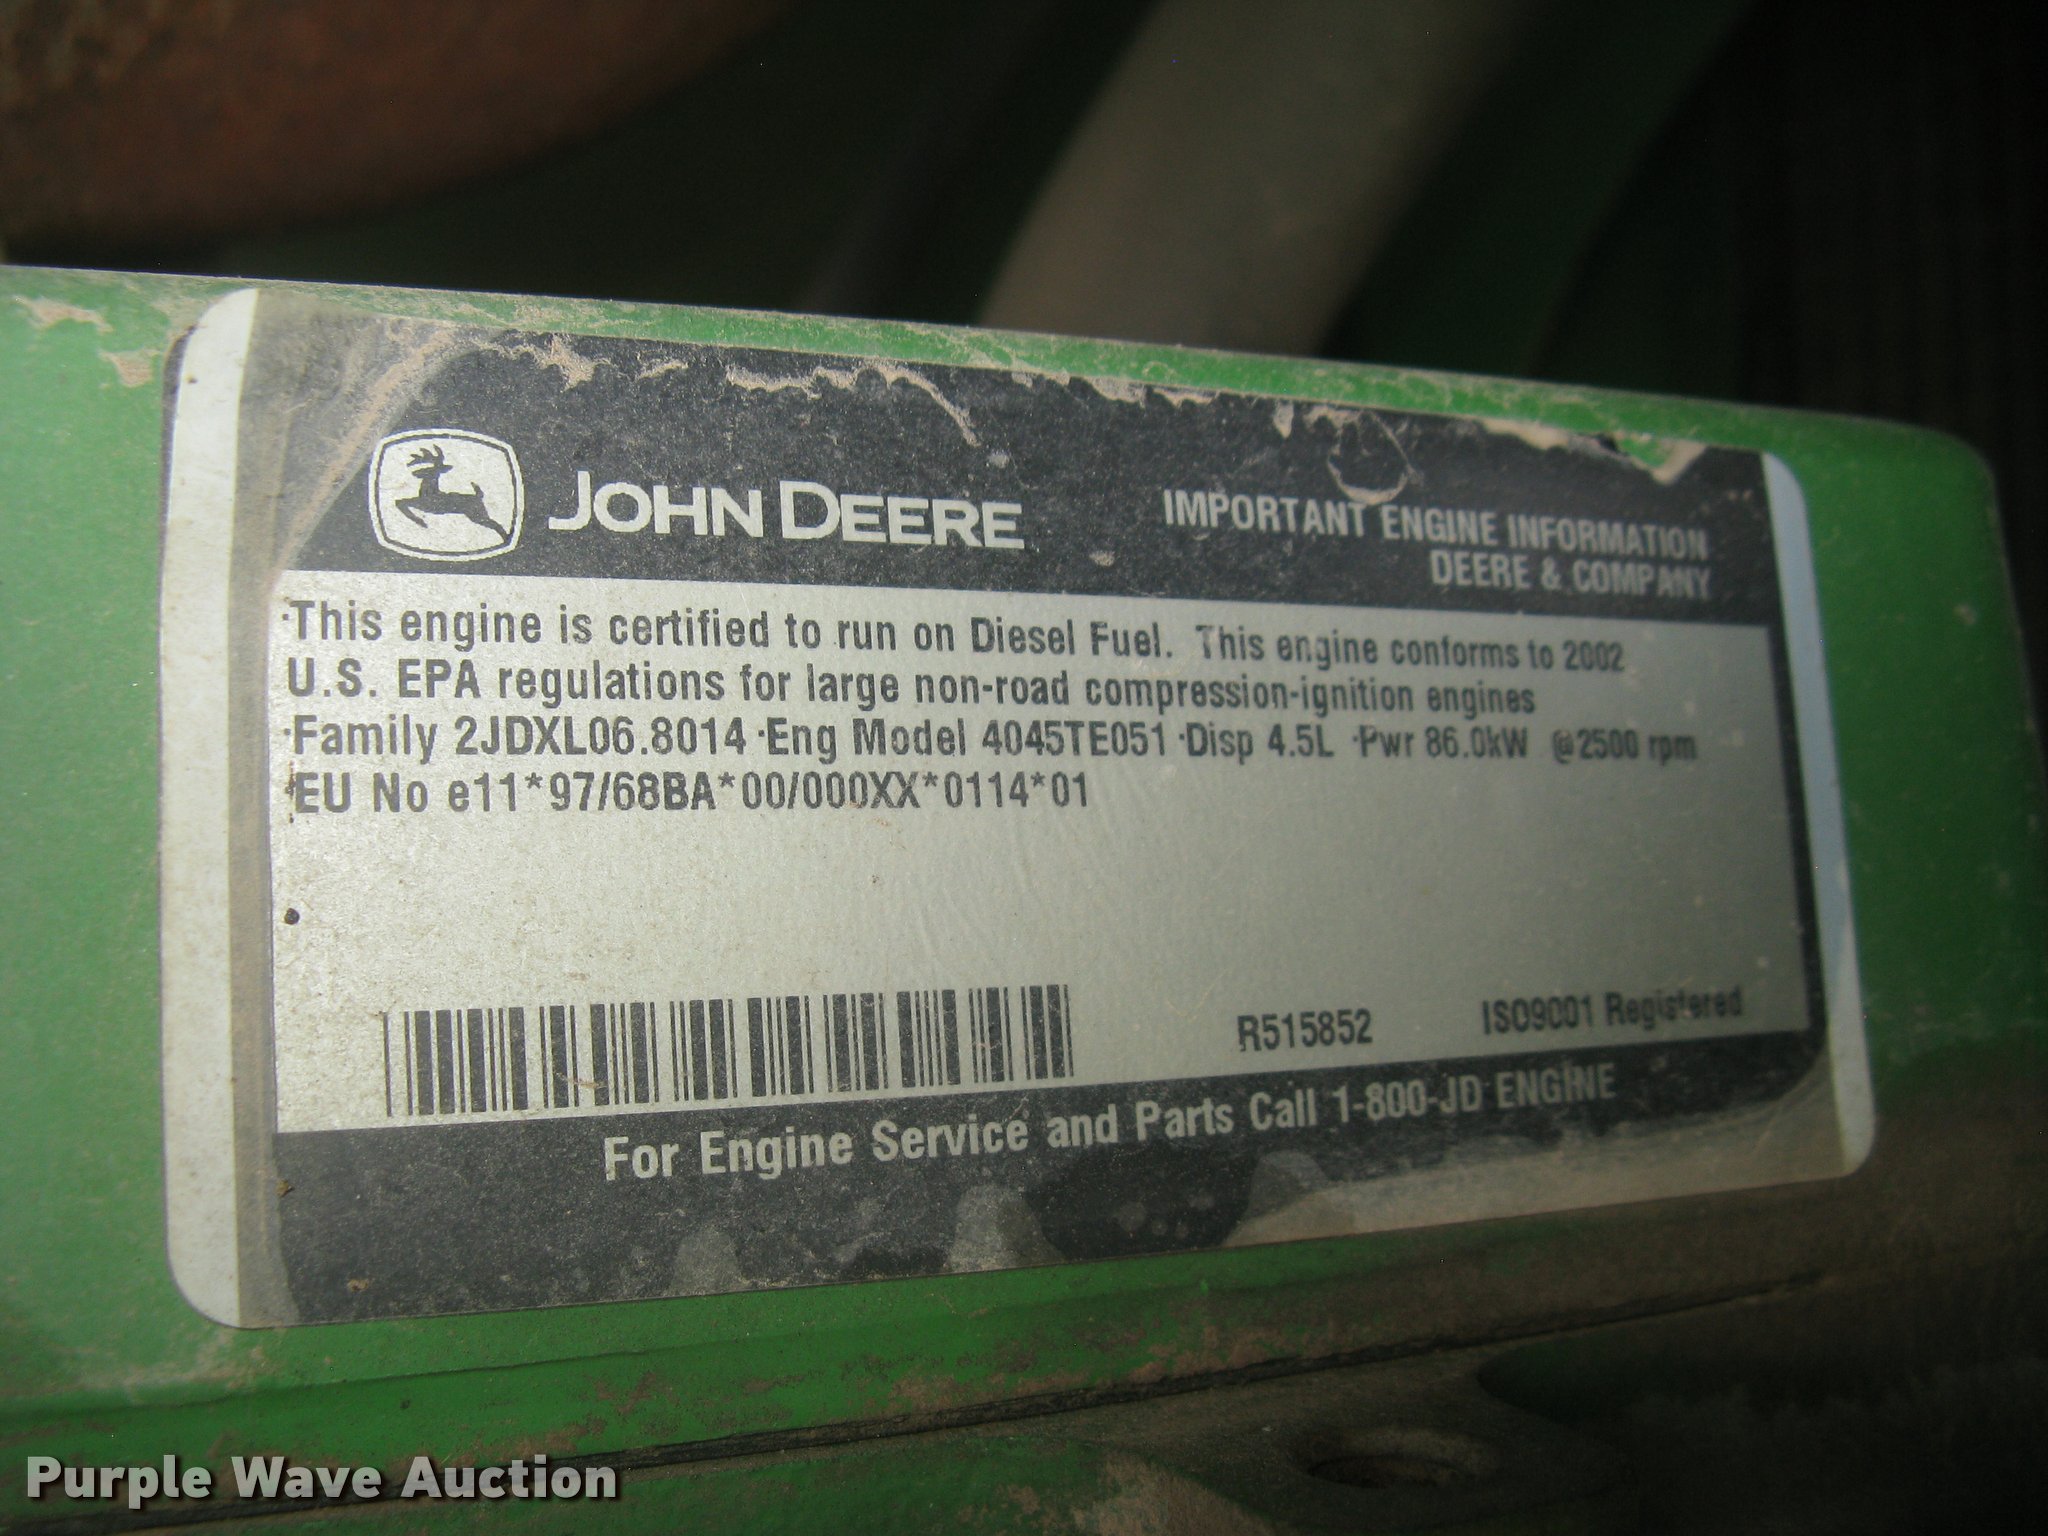 JOHN DEERE
IMPORTANT ENGINE INFORMATION
DEERE & COMPANY
·This engine is certified to run on Diesel Fuel. This engine conforms to 2002
U.S. EPA regulations for large non-road compression-ignition engines
·Family 2JDXL06.8014 ·Eng Model 4045TE051 ·Disp 4.5L ·Pwr 86.0kW @2500 rpm
EU No e11*97/68BA*00/000XX*0114*01
R515852 ISO9001 Registered
For Engine Service and Parts Call 1-800-JD ENGINE
Purple Wave Auction